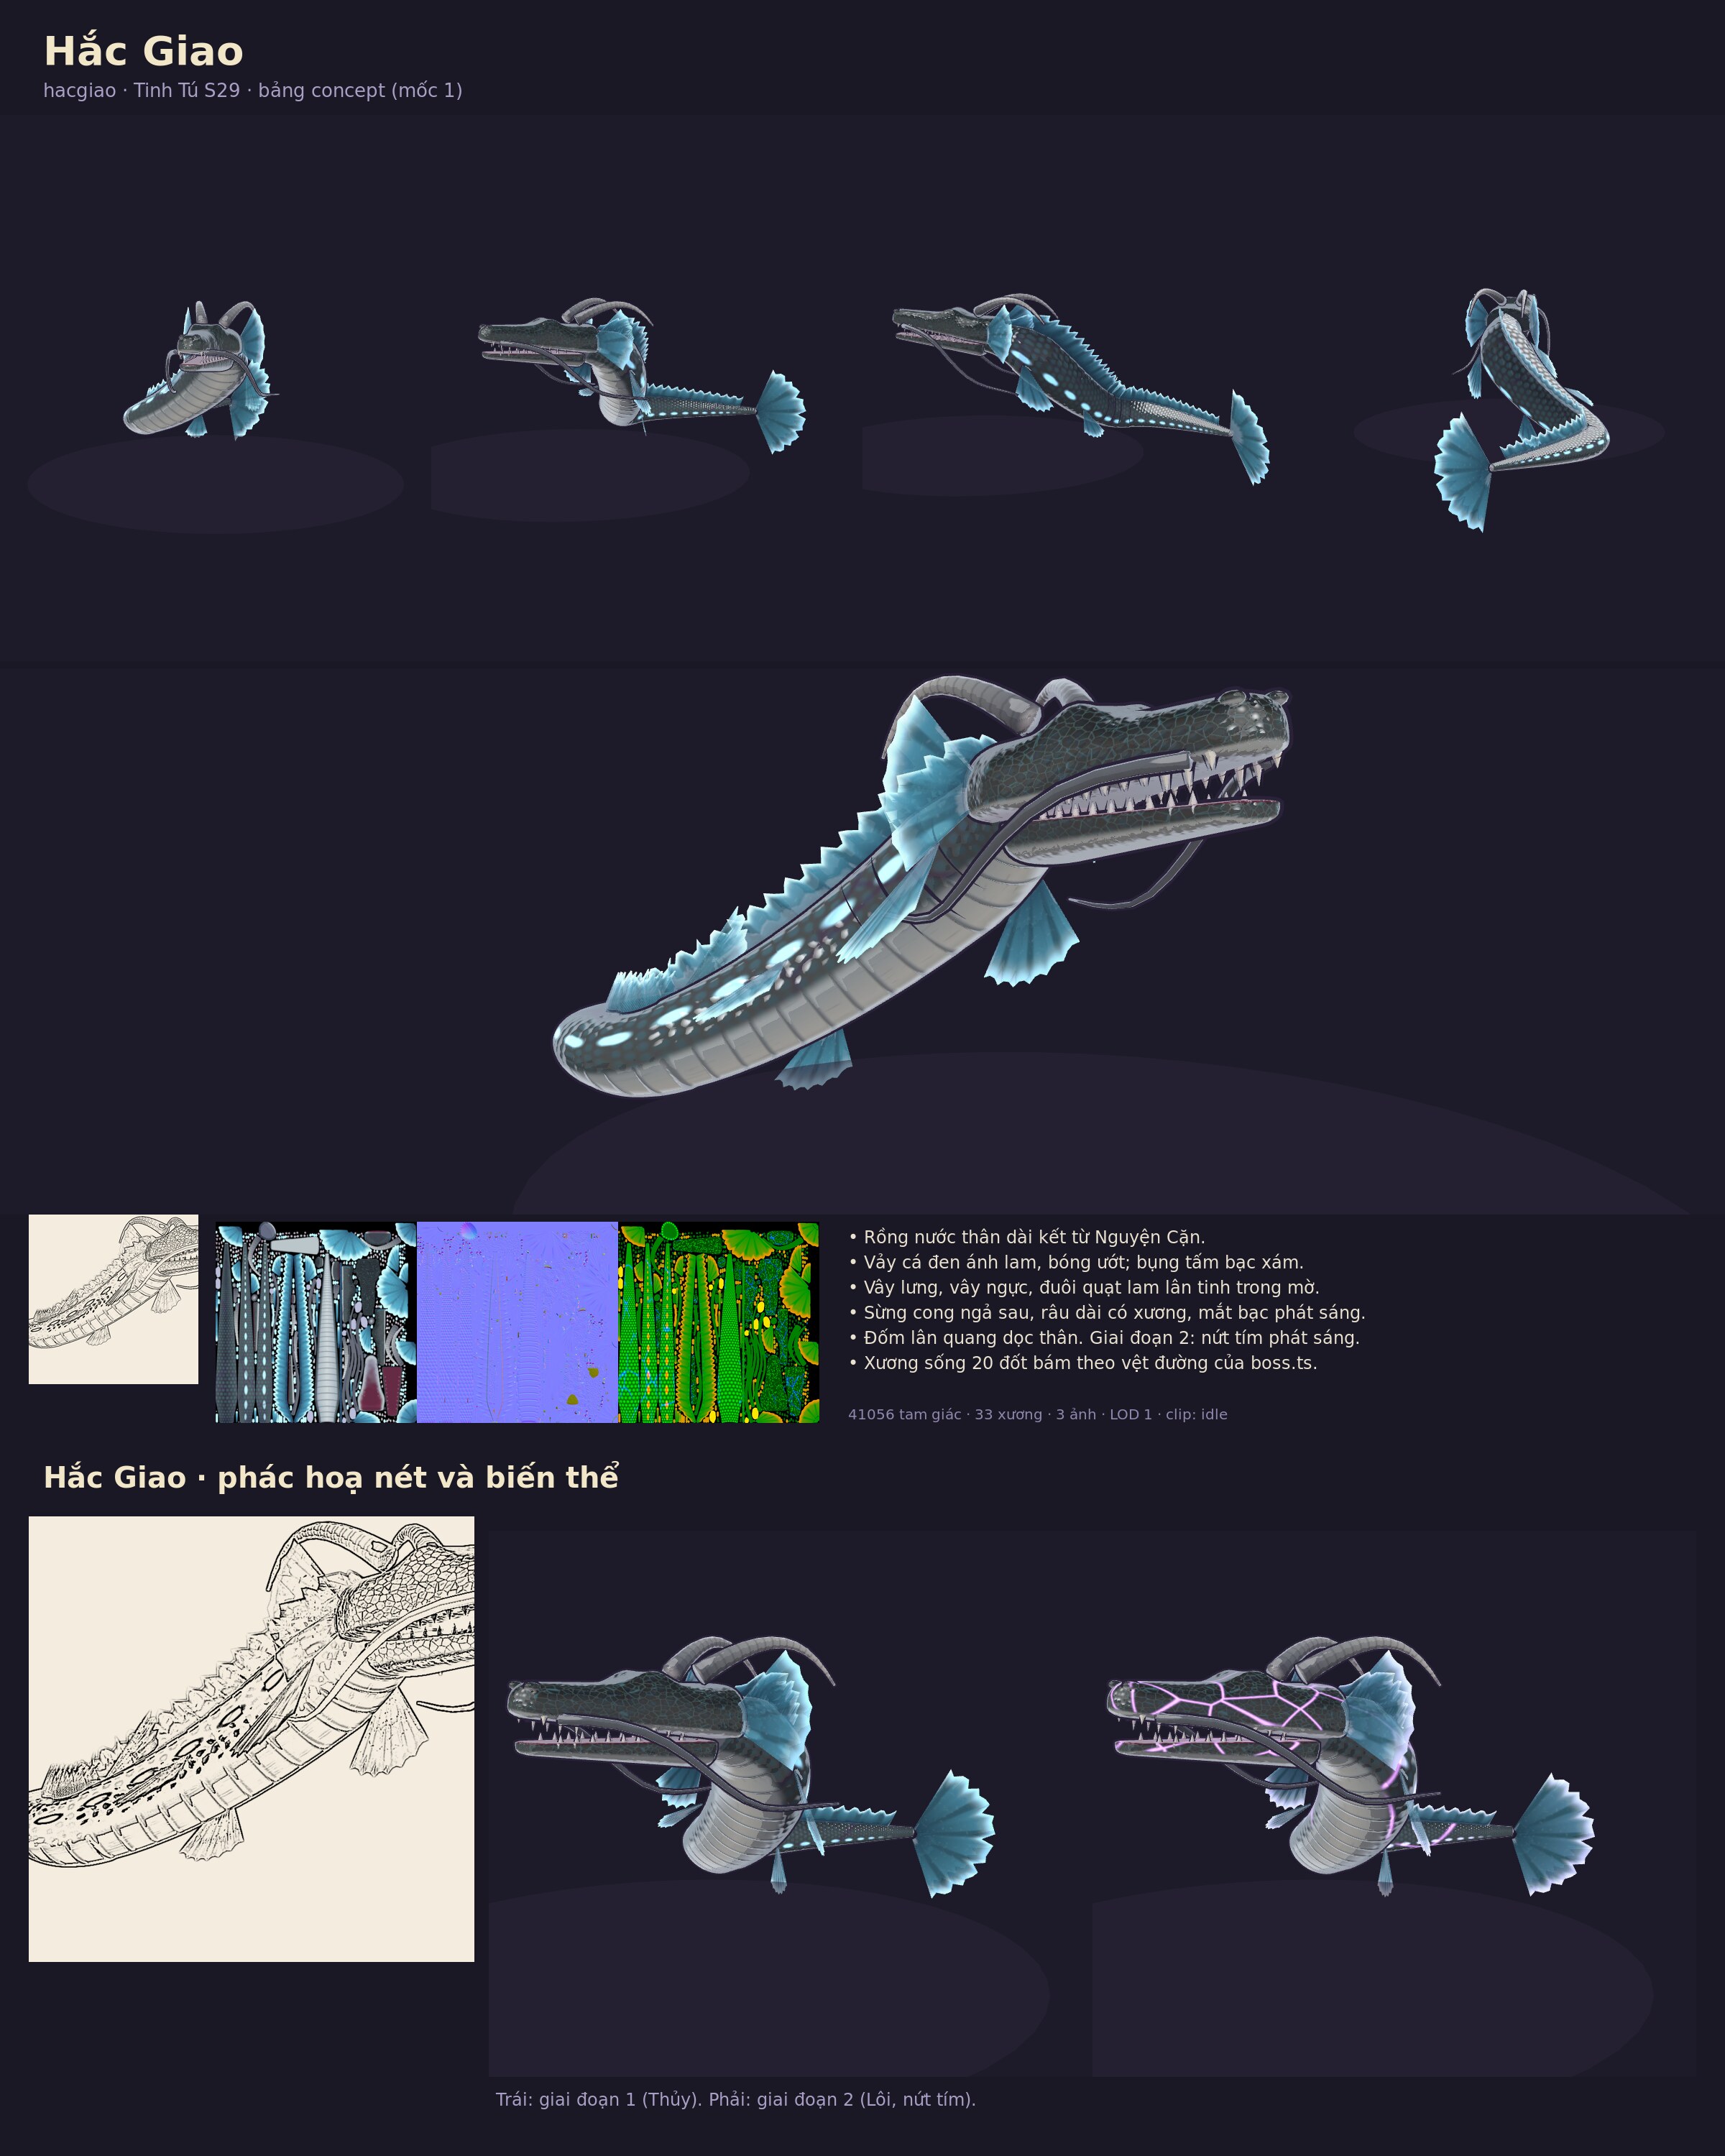 Hắc Giao
hacgiao · Tinh Tú S29 · bảng concept (mốc 1)
• Rồng nước thân dài kết từ Nguyện Cặn.
• Vảy cá đen ánh lam, bóng ướt; bụng tấm bạc xám.
• Vây lưng, vây ngực, đuôi quạt lam lân tinh trong mờ.
• Sừng cong ngả sau, râu dài có xương, mắt bạc phát sáng.
• Đốm lân quang dọc thân. Giai đoạn 2: nứt tím phát sáng.
• Xương sống 20 đốt bám theo vệt đường của boss.ts.
41056 tam giác · 33 xương · 3 ảnh · LOD 1 · clip: idle
Hắc Giao · phác hoạ nét và biến thể
Trái: giai đoạn 1 (Thủy). Phải: giai đoạn 2 (Lôi, nứt tím).